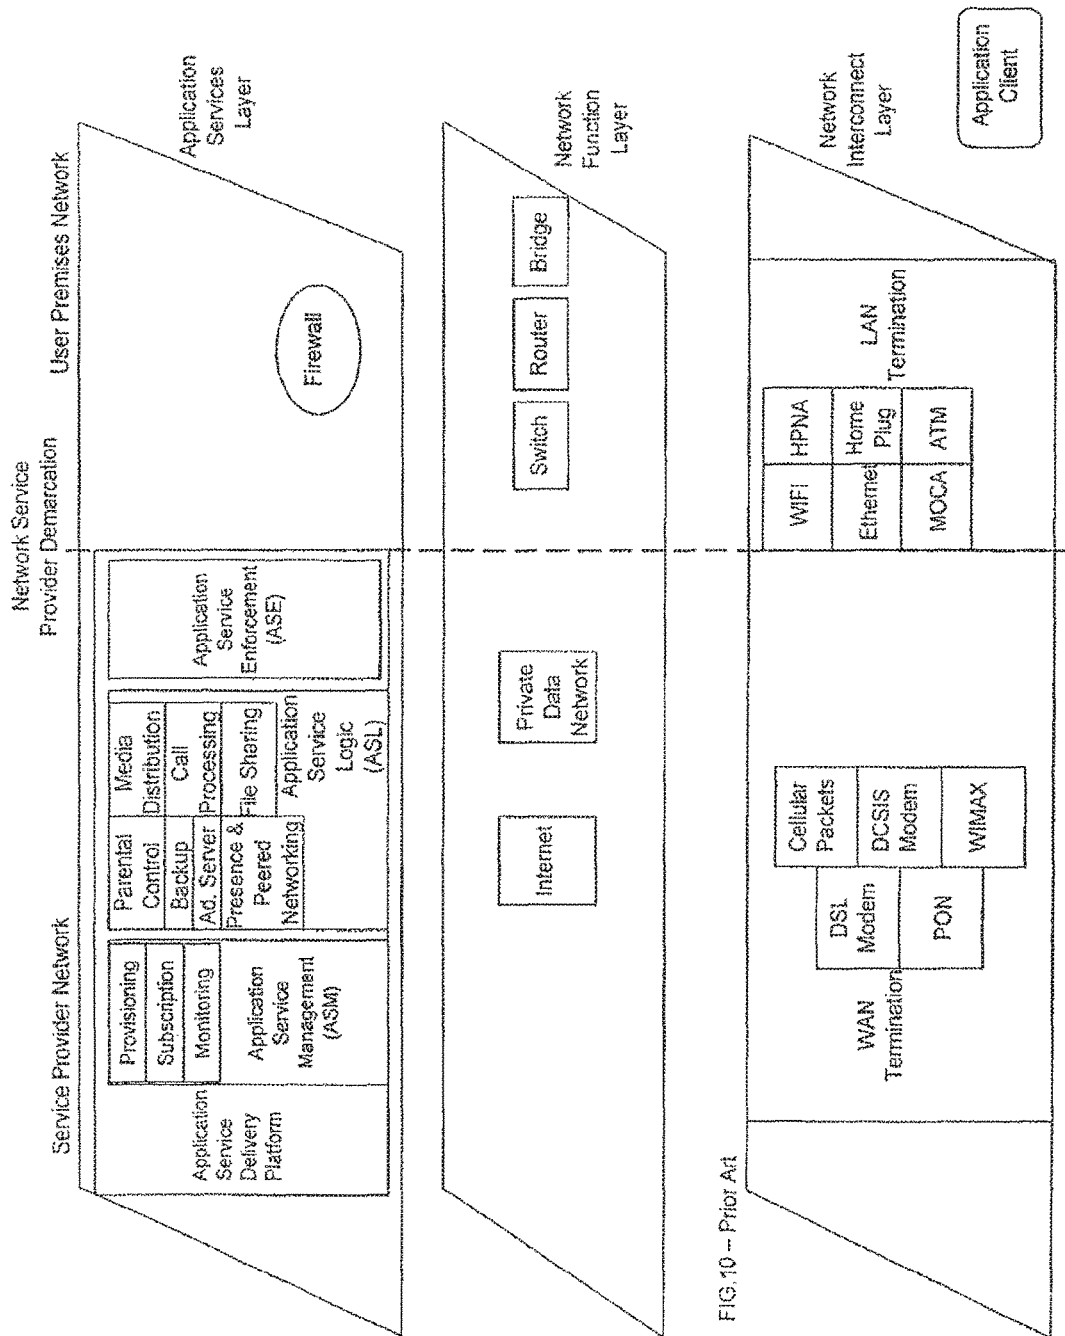 Network Service
Provider Demarcation
Service Provider Network
User Premises Network
Application
Services
Layer
Application
Service
Delivery
Platform
Provisioning
Subscription
Monitoring
Application
Service
Management
(ASM)
Parental
Control
Backup
Ad. Server
Presence &
Peered
Networking
Media
Distribution
Call
Processing
File Sharing
Application
Service
Logic
(ASL)
Application
Service
Enforcement
(ASE)
Firewall
Network
Function
Layer
Internet
Private
Data
Network
Switch
Router
Bridge
Network
Interconnect
Layer
WAN
Termination
DSL
Modem
PON
Cellular
Packets
DCSIS
Modem
WIMAX
WIFI
HPNA
Ethernet
Home
Plug
MOCA
ATM
LAN
Termination
Application
Client
FIG.10 – Prior Art